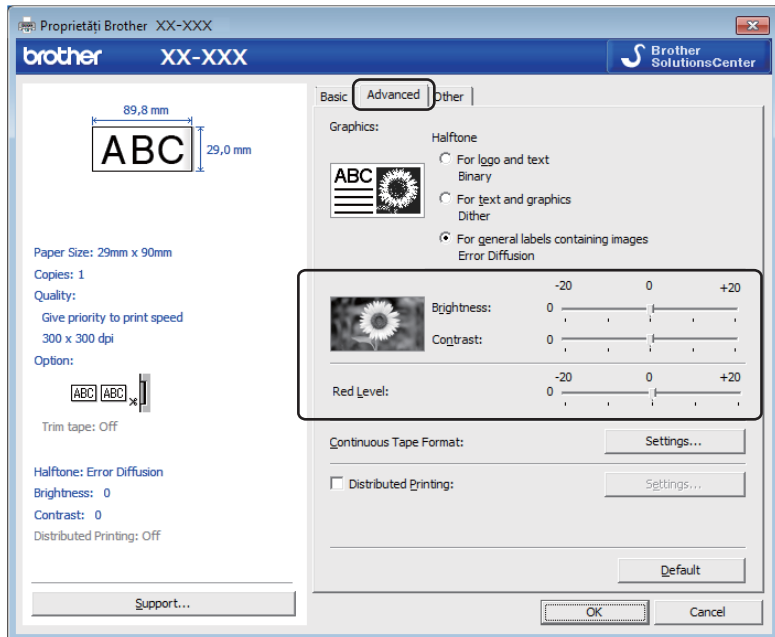 Proprietăți Brother XX-XXX
brother XX-XXX
Brother
SolutionsCenter
89,8 mm
ABC
29,0 mm
Paper Size: 29mm x 90mm
Copies: 1
Quality:
Give priority to print speed
300 x 300 dpi
Option:
ABC ABC
Trim tape: Off
Halftone: Error Diffusion
Brightness: 0
Contrast: 0
Distributed Printing: Off
Support...
Basic Advanced Other
Graphics:
ABC
Halftone
For logo and text
Binary
For text and graphics
Dither
For general labels containing images
Error Diffusion
-20 0 +20
Brightness: 0
Contrast: 0
-20 0 +20
Red Level: 0
Continuous Tape Format: Settings...
Distributed Printing: Settings...
Default
OK Cancel